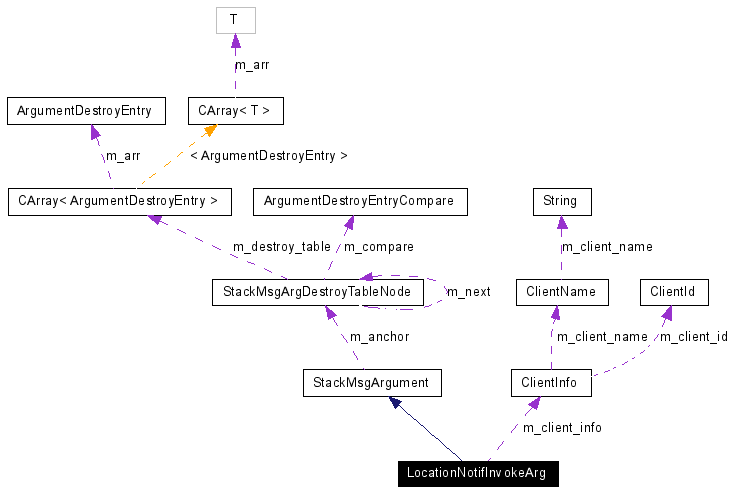 T
m_arr
ArgumentDestroyEntry
CArray< T >
m_arr
< ArgumentDestroyEntry >
CArray< ArgumentDestroyEntry >
ArgumentDestroyEntryCompare
String
m_destroy_table
m_compare
m_client_name
StackMsgArgDestroyTableNode
m_next
ClientName
ClientId
m_anchor
m_client_name
m_client_id
StackMsgArgument
ClientInfo
m_client_info
LocationNotifInvokeArg